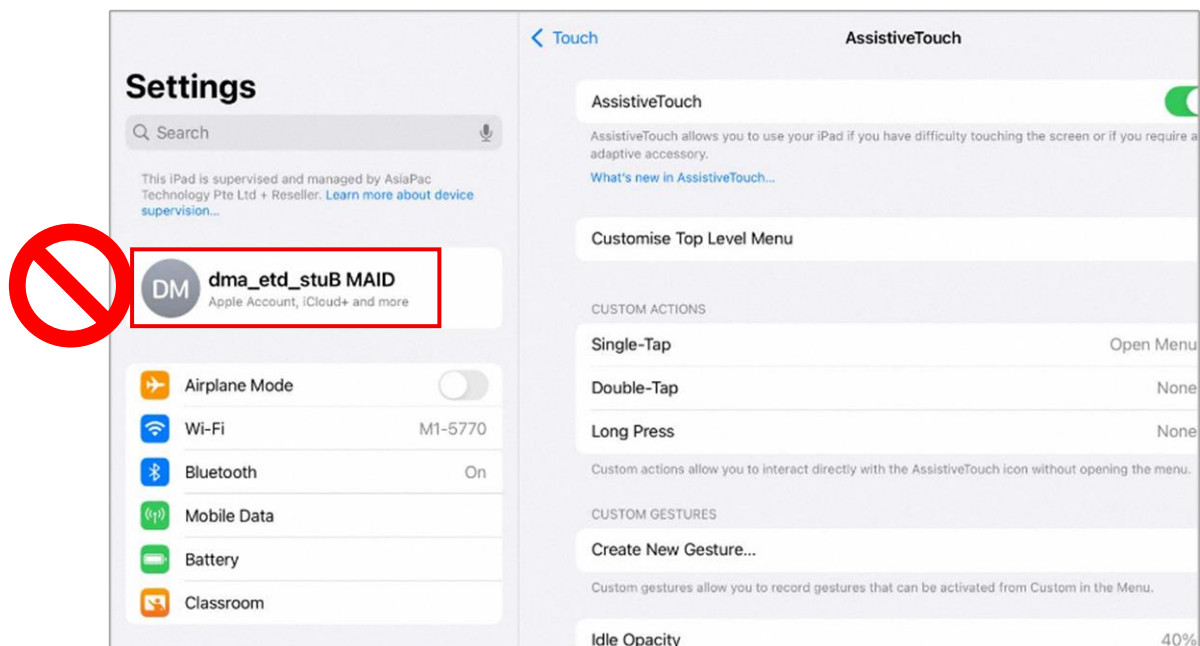 Settings
Search
This iPad is supervised and managed by AsiaPac
Technology Pte Ltd + Reseller. Learn more about device
supervision...
DM
dma_etd_stuB MAID
Apple Account, iCloud+ and more
Airplane Mode
Wi-Fi M1-5770
Bluetooth On
Mobile Data
Battery
Classroom
Touch
AssistiveTouch
AssistiveTouch
AssistiveTouch allows you to use your iPad if you have difficulty touching the screen or if you require a
adaptive accessory.
What's new in AssistiveTouch...
Customise Top Level Menu
CUSTOM ACTIONS
Single-Tap Open Menu
Double-Tap None
Long Press None
Custom actions allow you to interact directly with the AssistiveTouch icon without opening the menu.
CUSTOM GESTURES
Create New Gesture...
Custom gestures allow you to record gestures that can be activated from Custom in the Menu.
Idle Opacity 40%